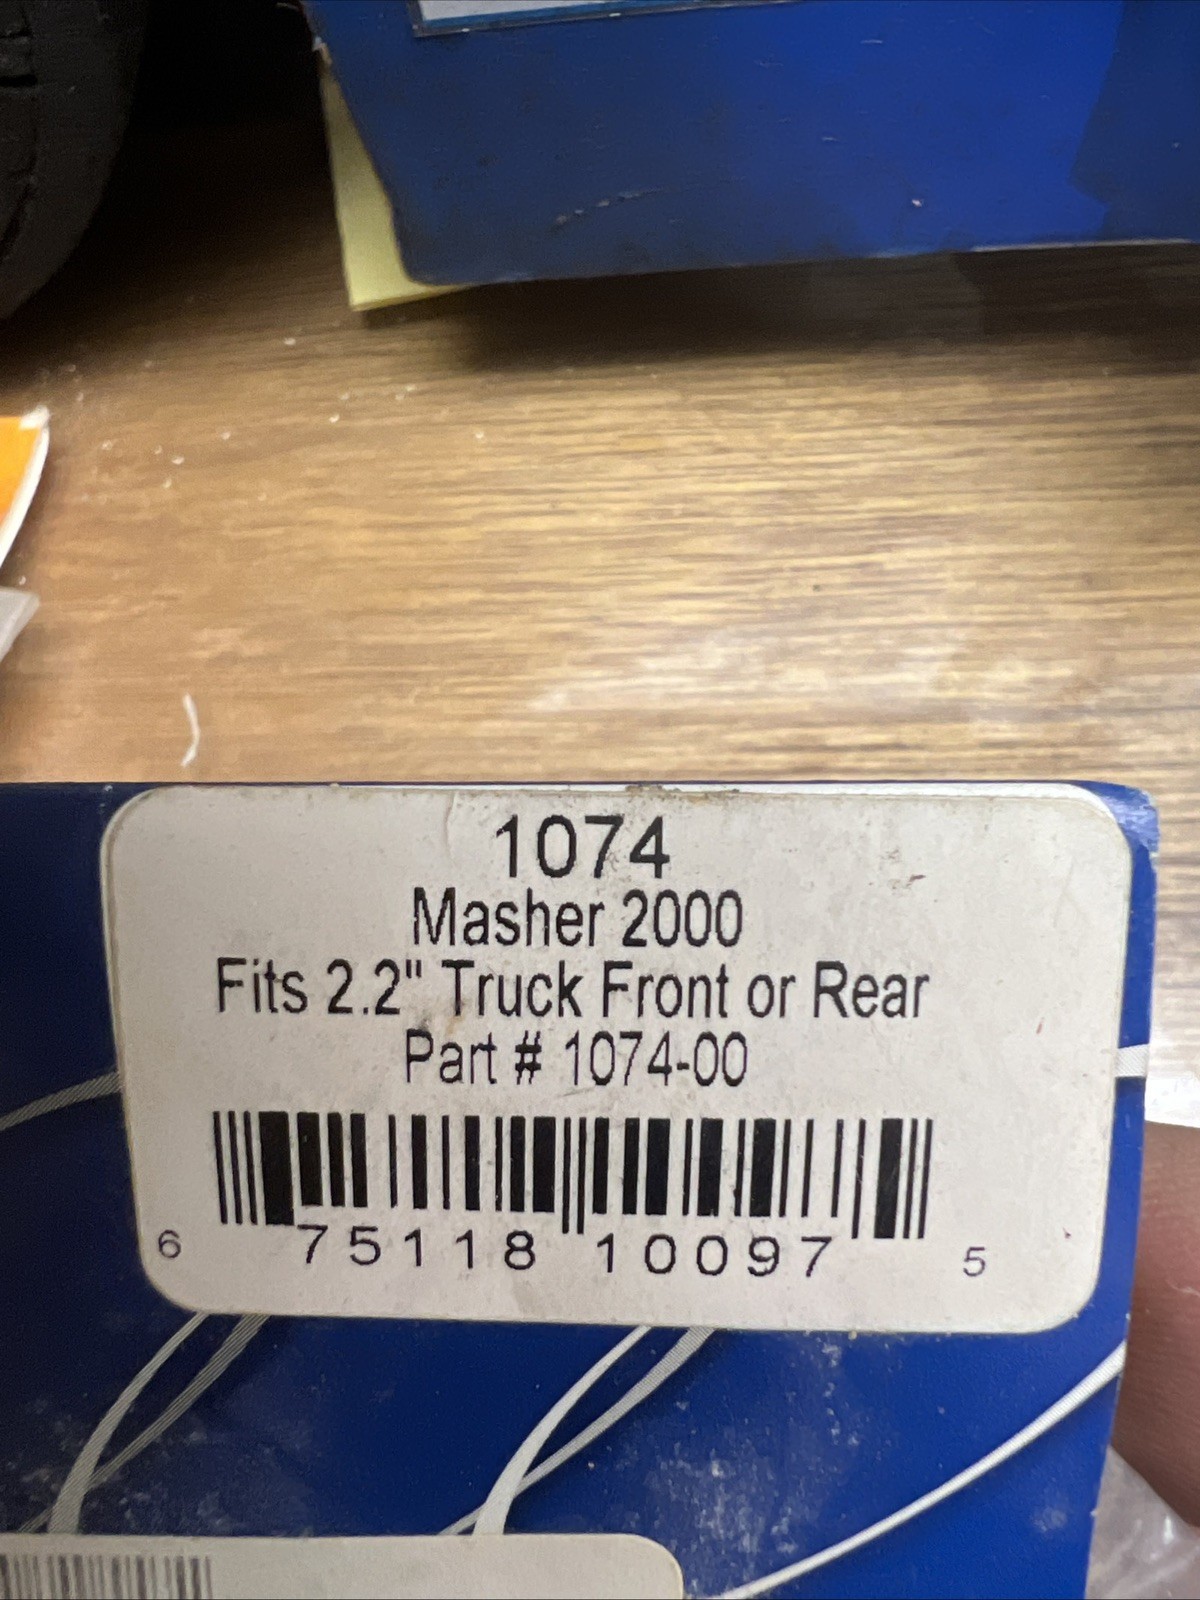 1074
Masher 2000
Fits 2.2" Truck Front or Rear
Part # 1074-00
6 75118 10097 5